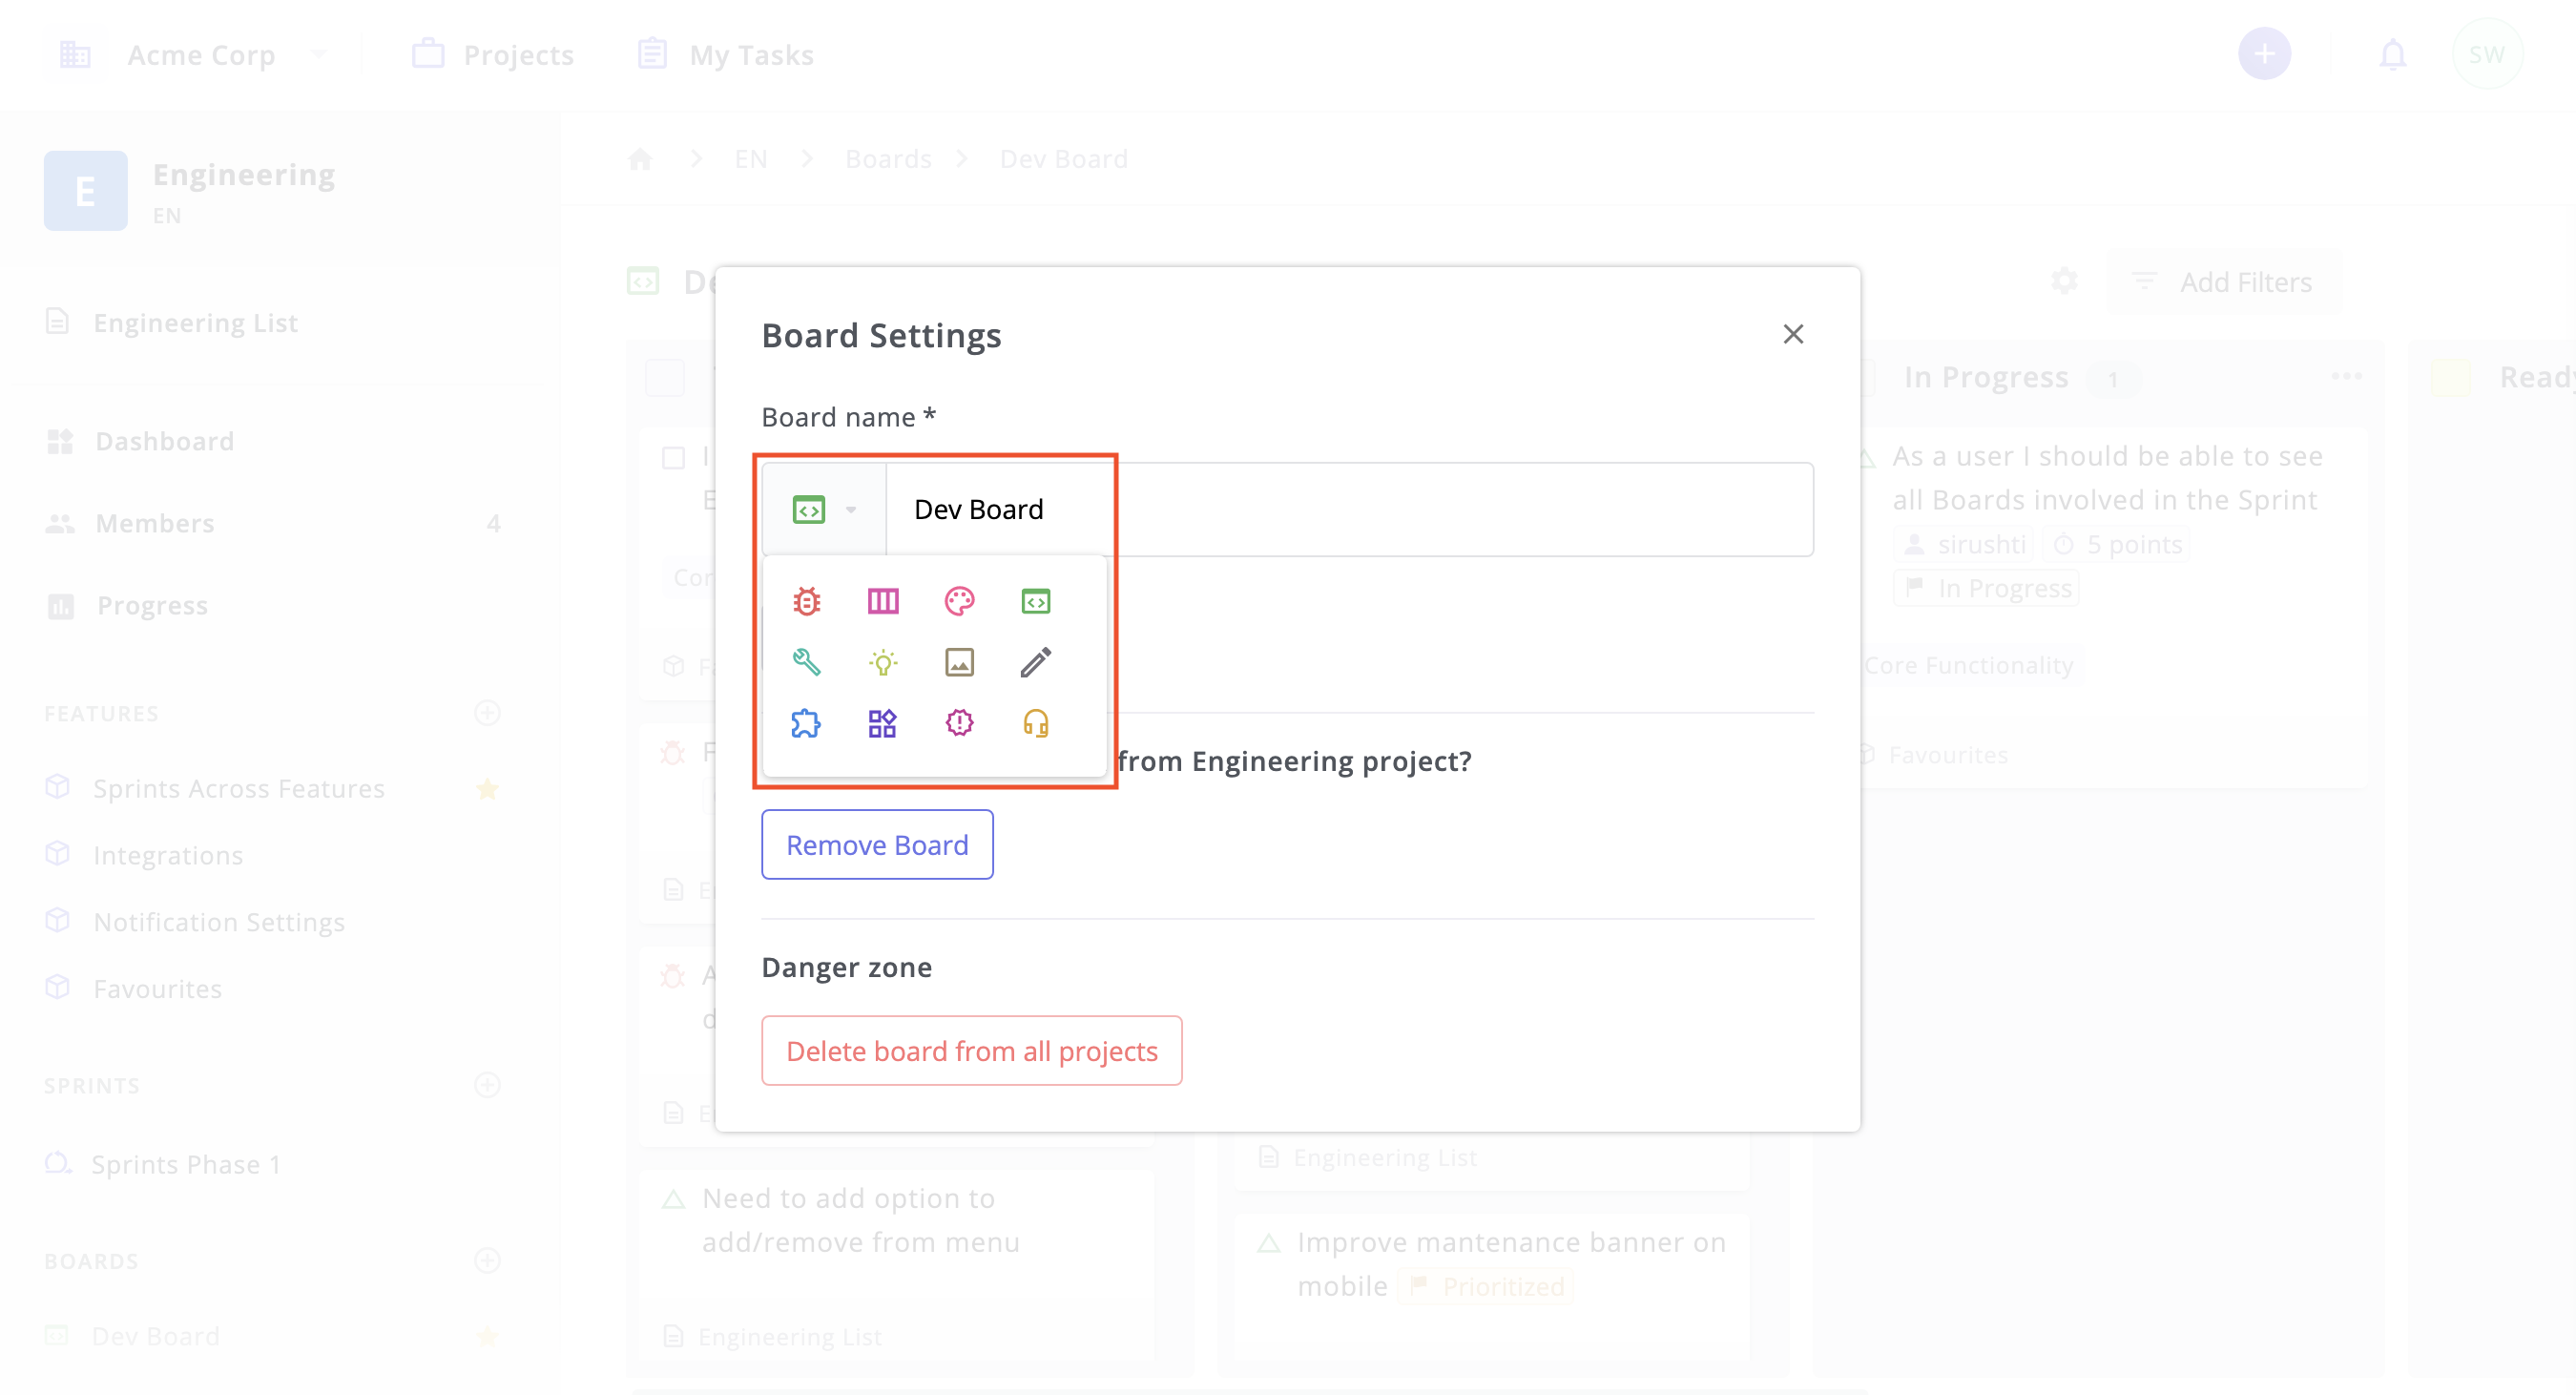 Acme Corp
Projects
My Tasks
SW
E
Engineering
EN
EN
Boards
Dev Board
Engineering List
Dashboard
Members
4
Progress
FEATURES
Sprints Across Features
Integrations
Notification Settings
Favourites
SPRINTS
Sprints Phase 1
BOARDS
Dev Board
Add Filters
Board Settings
Board name *
Dev Board
from Engineering project?
Remove Board
Danger zone
Delete board from all projects
Need to add option to
add/remove from menu
Engineering List
Engineering List
Improve mantenance banner on
mobile
Prioritized
In Progress
1
As a user I should be able to see
all Boards involved in the Sprint
sirushti
5 points
In Progress
Core Functionality
Favourites